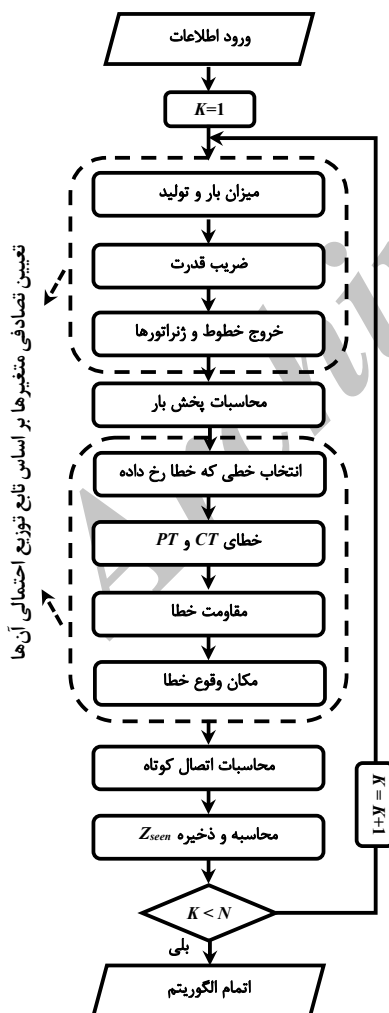 ورود اطلاعات
K=1
میزان بار و تولید
ضریب قدرت
خروج خطوط و ژنراتورها
محاسبات پخش بار
انتخاب خطی که خطا رخ داده
خطای CT و PT
مقاومت خطا
مکان وقوع خطا
تعیین تصادفی متغیرها بر اساس تابع توزیع احتمالی آن‌ها
محاسبات اتصال کوتاه
محاسبه و ذخیره Zseen
K = K+1
K < N
بلی
اتمام الگوریتم